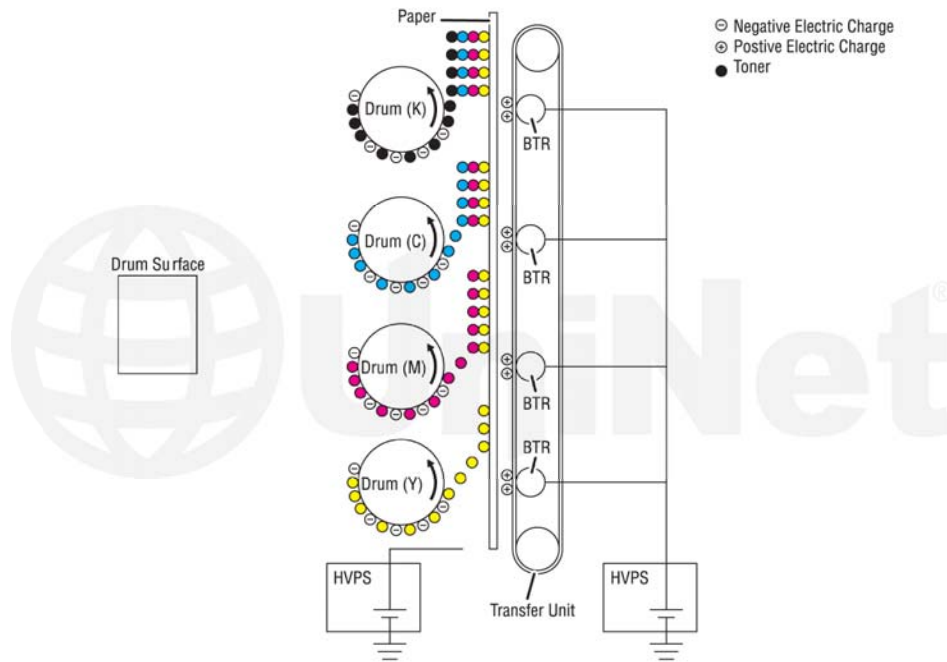 Paper
⊖ Negative Electric Charge
⊕ Postive Electric Charge
● Toner
Drum (K)
BTR
Drum (C)
BTR
Drum Surface
UniNet®
Drum (M)
BTR
BTR
Drum (Y)
HVPS
Transfer Unit
HVPS